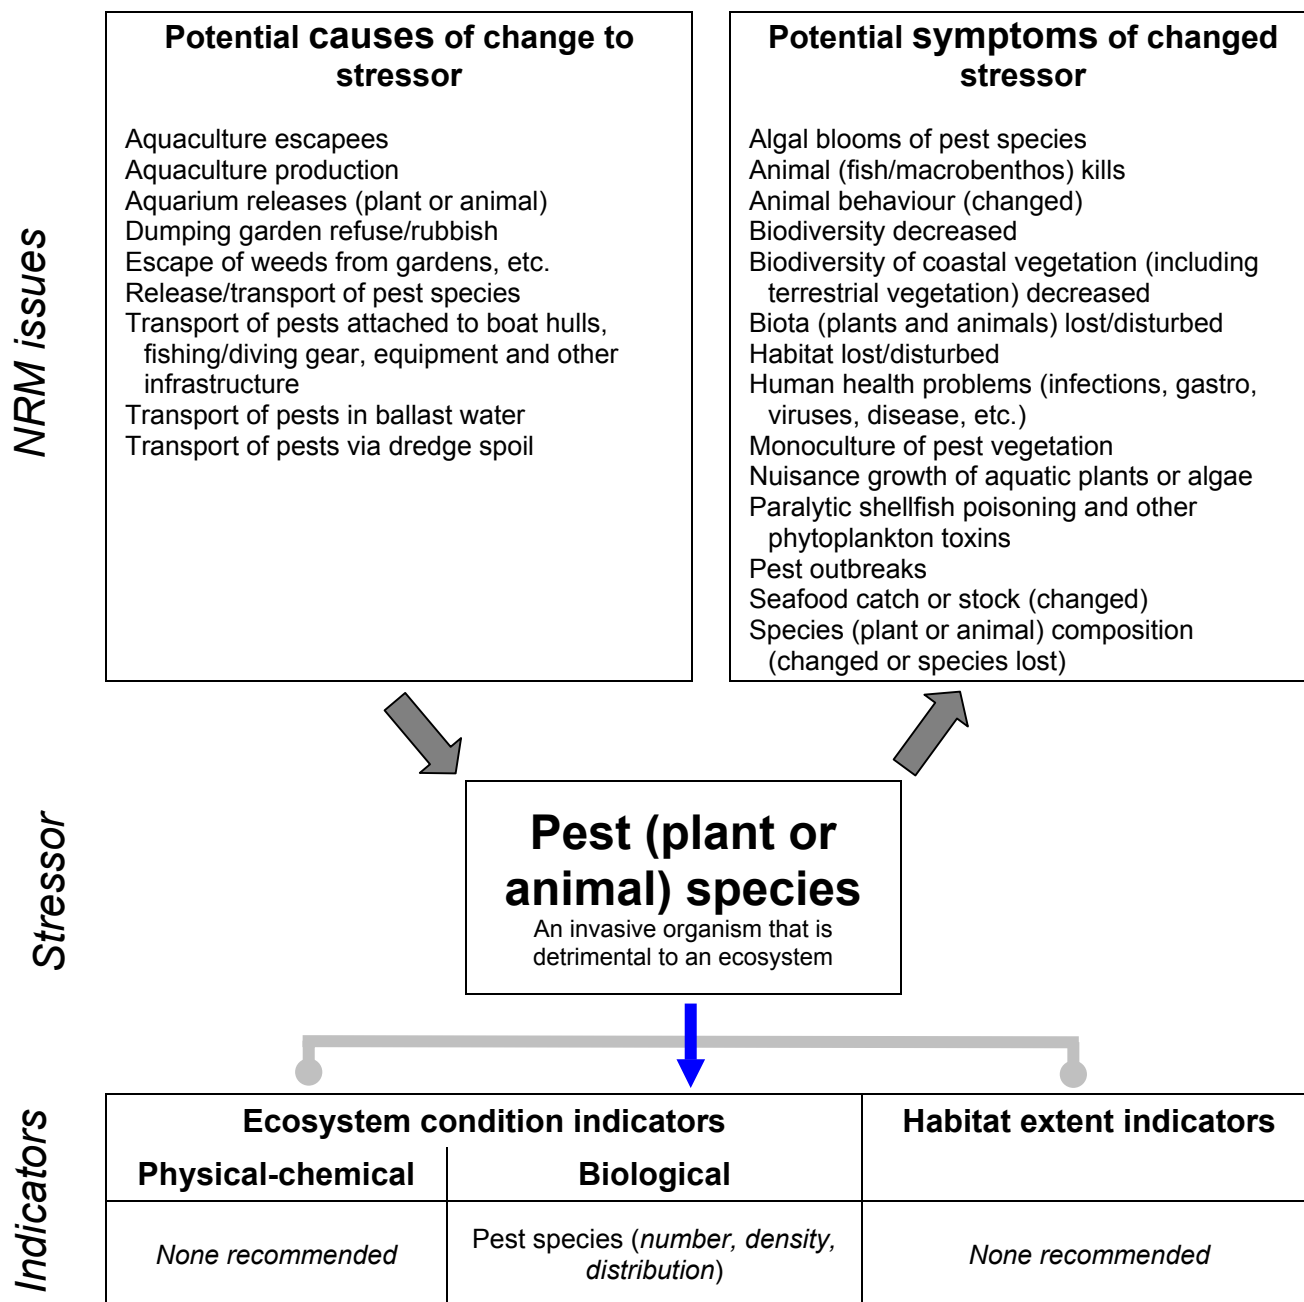 NRM issues
Potential causes of change to
stressor
Aquaculture escapees
Aquaculture production
Aquarium releases (plant or animal)
Dumping garden refuse/rubbish
Escape of weeds from gardens, etc.
Release/transport of pest species
Transport of pests attached to boat hulls,
fishing/diving gear, equipment and other
infrastructure
Transport of pests in ballast water
Transport of pests via dredge spoil
Potential symptoms of changed
stressor
Algal blooms of pest species
Animal (fish/macrobenthos) kills
Animal behaviour (changed)
Biodiversity decreased
Biodiversity of coastal vegetation (including
terrestrial vegetation) decreased
Biota (plants and animals) lost/disturbed
Habitat lost/disturbed
Human health problems (infections, gastro,
viruses, disease, etc.)
Monoculture of pest vegetation
Nuisance growth of aquatic plants or algae
Paralytic shellfish poisoning and other
phytoplankton toxins
Pest outbreaks
Seafood catch or stock (changed)
Species (plant or animal) composition
(changed or species lost)
Stressor
Pest (plant or
animal) species
An invasive organism that is
detrimental to an ecosystem
Indicators
Ecosystem condition indicators
Habitat extent indicators
Physical-chemical
Biological
None recommended
Pest species (number, density,
distribution)
None recommended